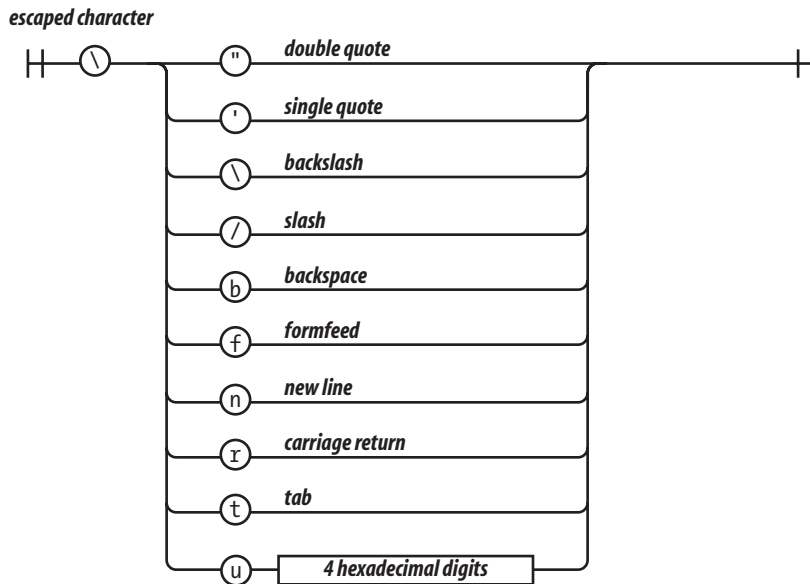 escaped character
\
" double quote
' single quote
\ backslash
/ slash
b backspace
f formfeed
n new line
r carriage return
t tab
u 4 hexadecimal digits